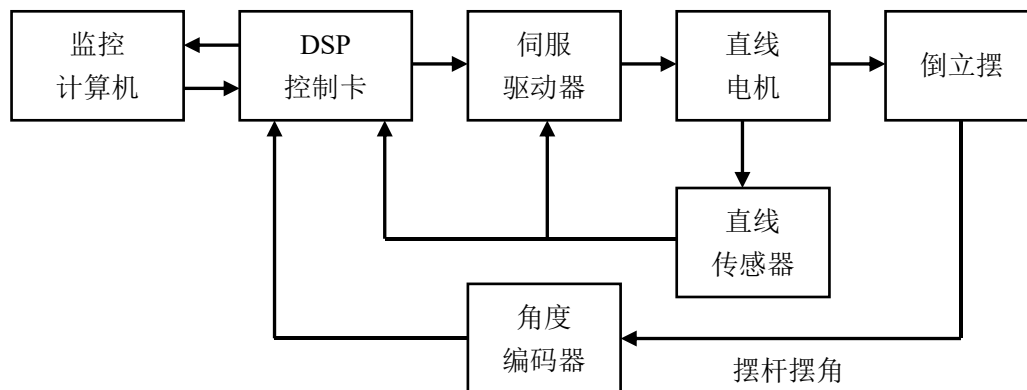 监控
计算机
DSP
控制卡
伺服
驱动器
直线
电机
倒立摆
直线
传感器
角度
编码器
摆杆摆角